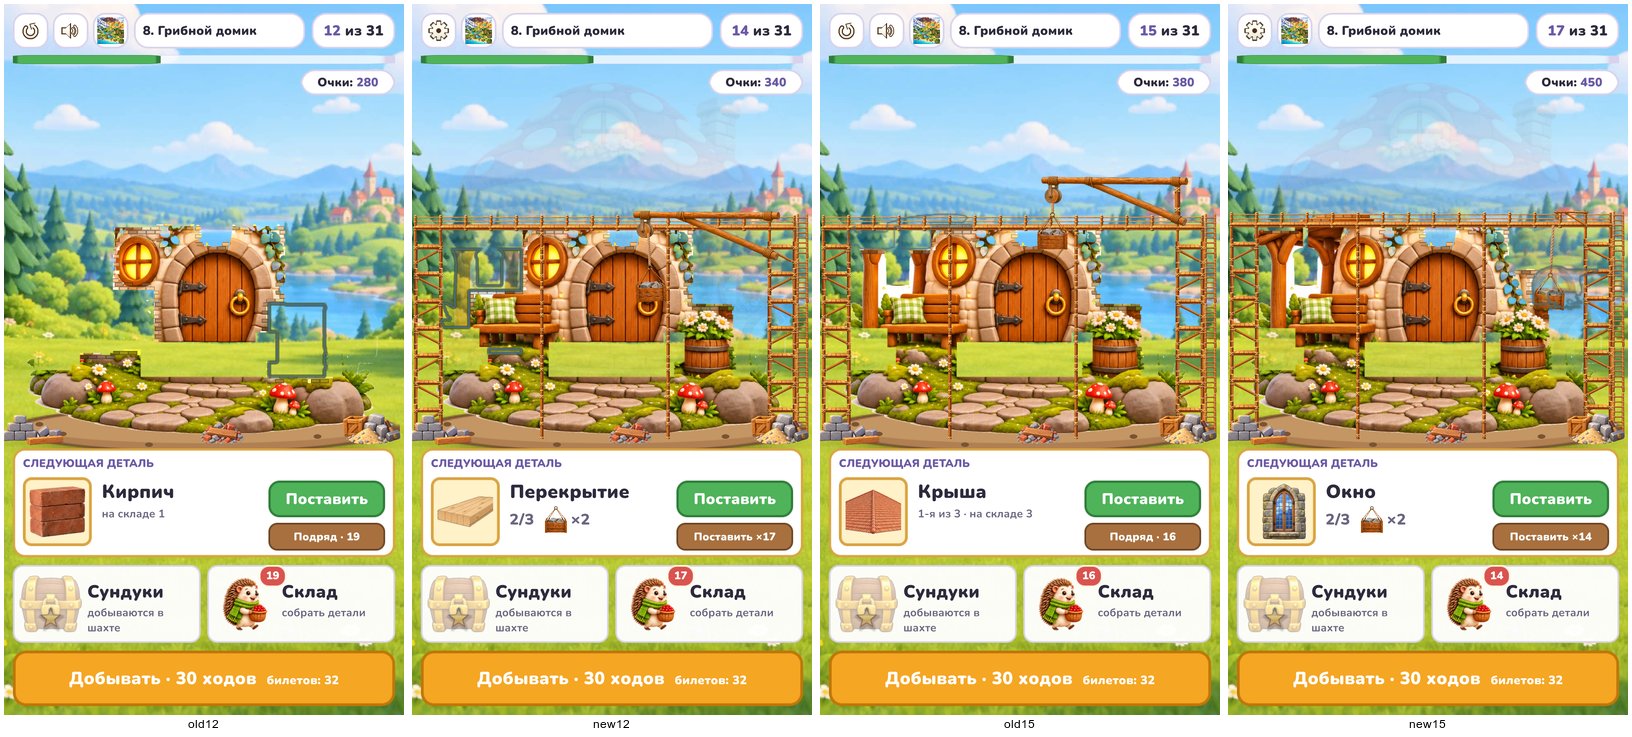 8. Грибной домик
12 из 31
Очки: 280
СЛЕДУЮЩАЯ ДЕТАЛЬ
Кирпич
на складе 1
Поставить
Подряд · 19
Сундуки
добываются в
шахте
19
Склад
собрать детали
Добывать · 30 ходов билетов: 32
old12
8. Грибной домик
14 из 31
Очки: 340
СЛЕДУЮЩАЯ ДЕТАЛЬ
Перекрытие
2/3 ×2
Поставить
Поставить ×17
Сундуки
добываются в
шахте
17
Склад
собрать детали
Добывать · 30 ходов билетов: 32
new12
8. Грибной домик
15 из 31
Очки: 380
СЛЕДУЮЩАЯ ДЕТАЛЬ
Крыша
1-я из 3 · на складе 3
Поставить
Подряд · 16
Сундуки
добываются в
шахте
16
Склад
собрать детали
Добывать · 30 ходов билетов: 32
old15
8. Грибной домик
17 из 31
Очки: 450
СЛЕДУЮЩАЯ ДЕТАЛЬ
Окно
2/3 ×2
Поставить
Поставить ×14
Сундуки
добываются в
шахте
14
Склад
собрать детали
Добывать · 30 ходов билетов: 32
new15